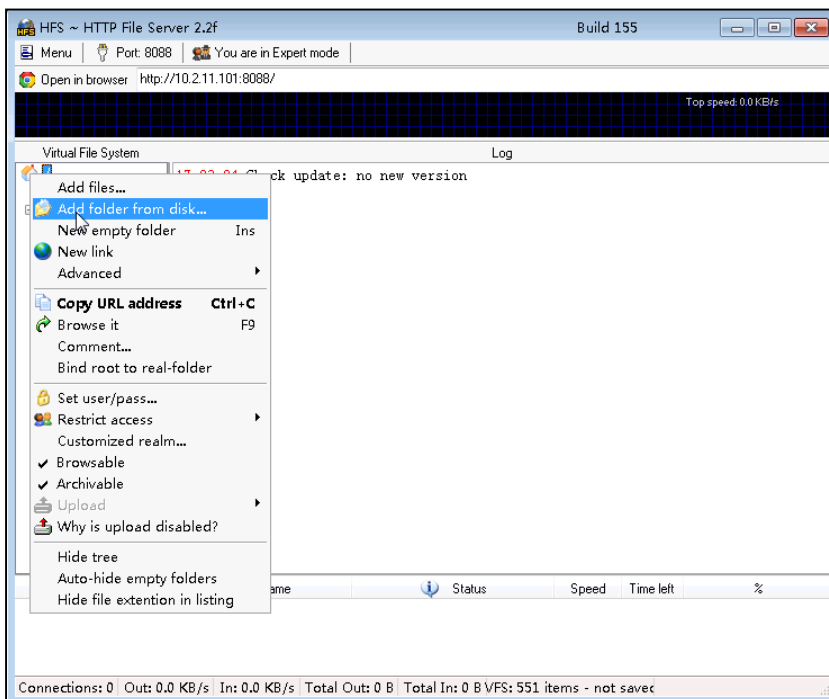 HFS ~ HTTP File Server 2.2f Build 155
Menu Port: 8088 You are in Expert mode
Open in browser http://10.2.11.101:8088/
Top speed: 0.0 KB/s
Virtual File System Log
Check update: no new version
Add files...
Add folder from disk...
New empty folder Ins
New link
Advanced
Copy URL address Ctrl+C
Browse it F9
Comment...
Bind root to real-folder
Set user/pass...
Restrict access
Customized realm...
Browsable
Archivable
Upload
Why is upload disabled?
Hide tree
Auto-hide empty folders
Hide file extention in listing
Status Speed Time left %
Connections: 0 Out: 0.0 KB/s In: 0.0 KB/s Total Out: 0 B Total In: 0 B VFS: 551 items - not saved